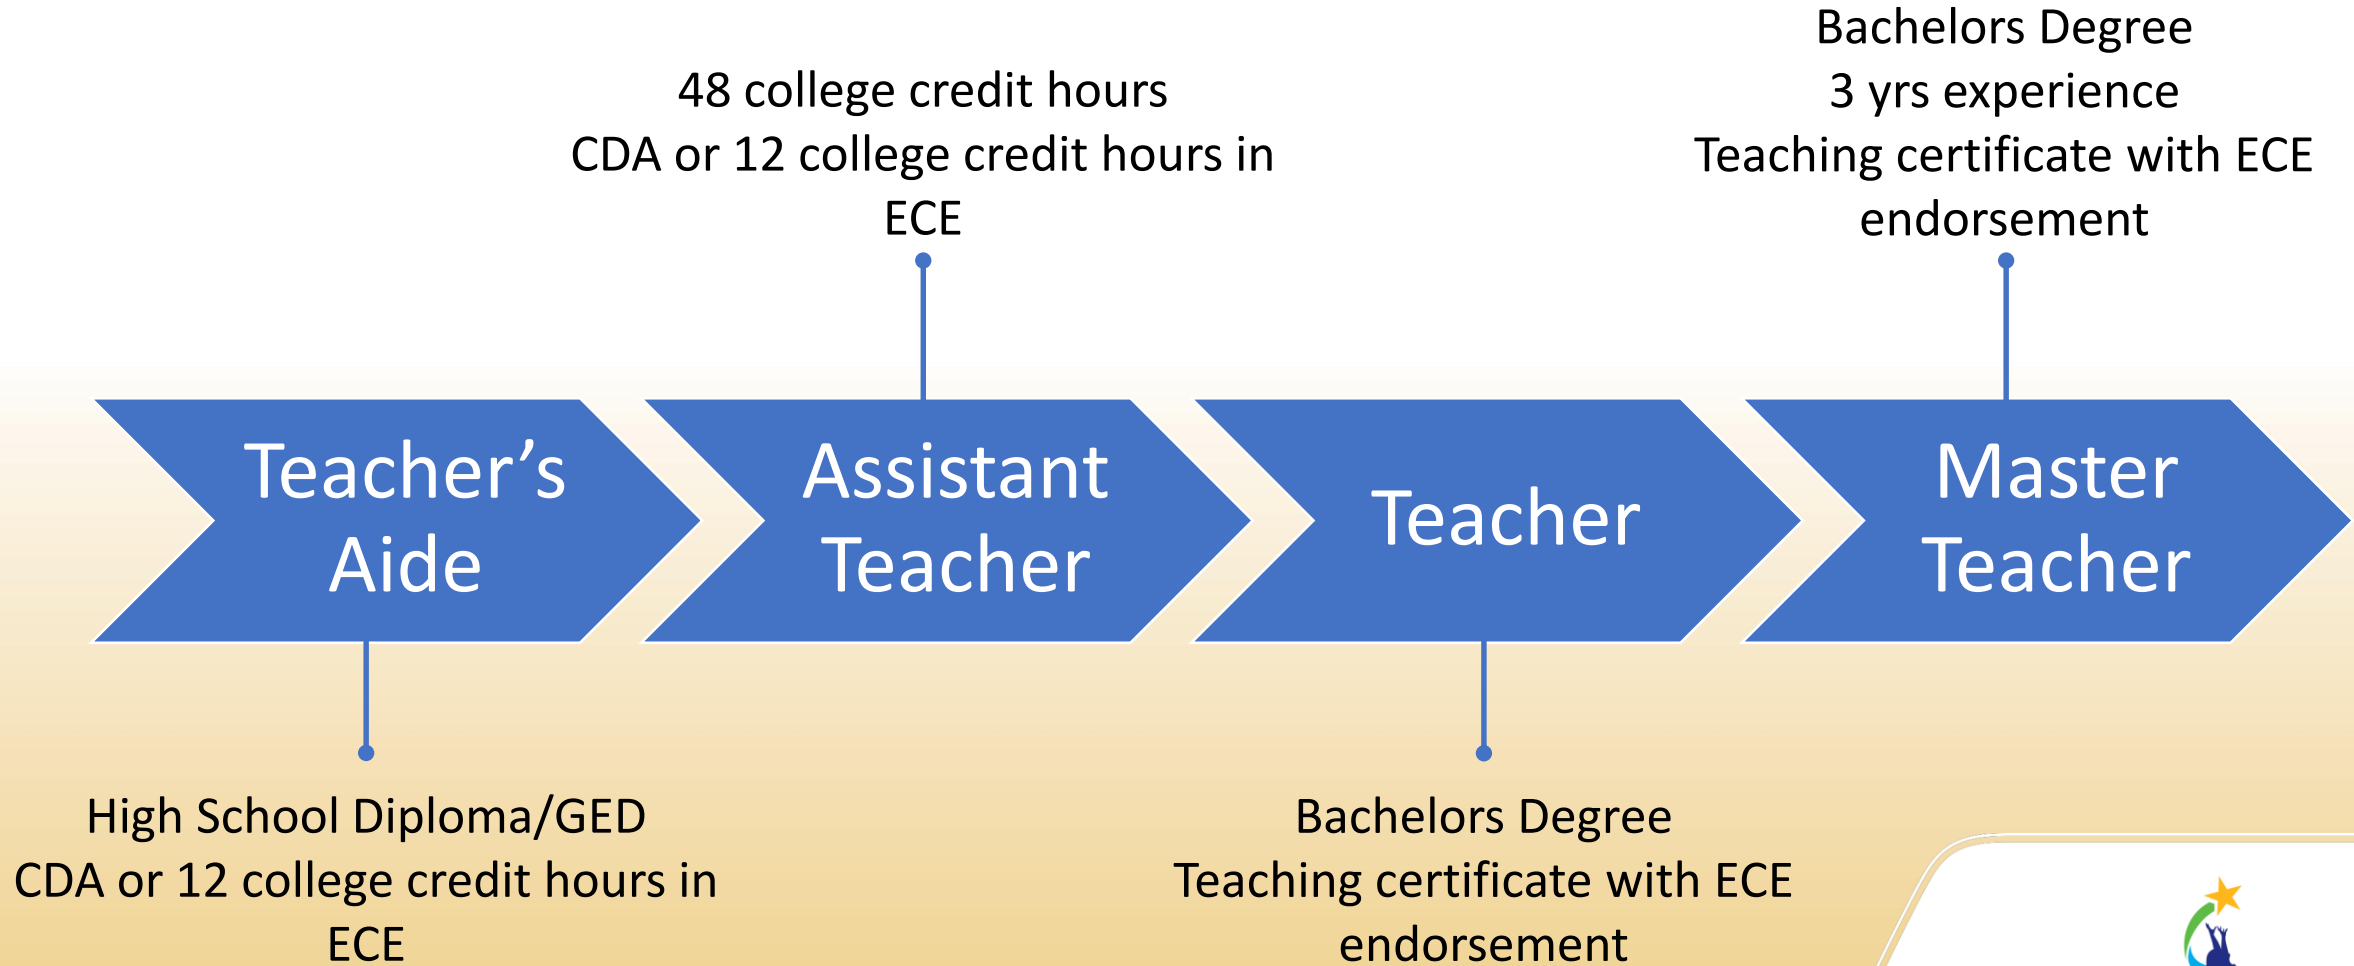 Bachelors Degree
3 yrs experience
Teaching certificate with ECE
endorsement
48 college credit hours
CDA or 12 college credit hours in
ECE
Teacher’s
Aide
Assistant
Teacher
Teacher
Master
Teacher
High School Diploma/GED
CDA or 12 college credit hours in
ECE
Bachelors Degree
Teaching certificate with ECE
endorsement